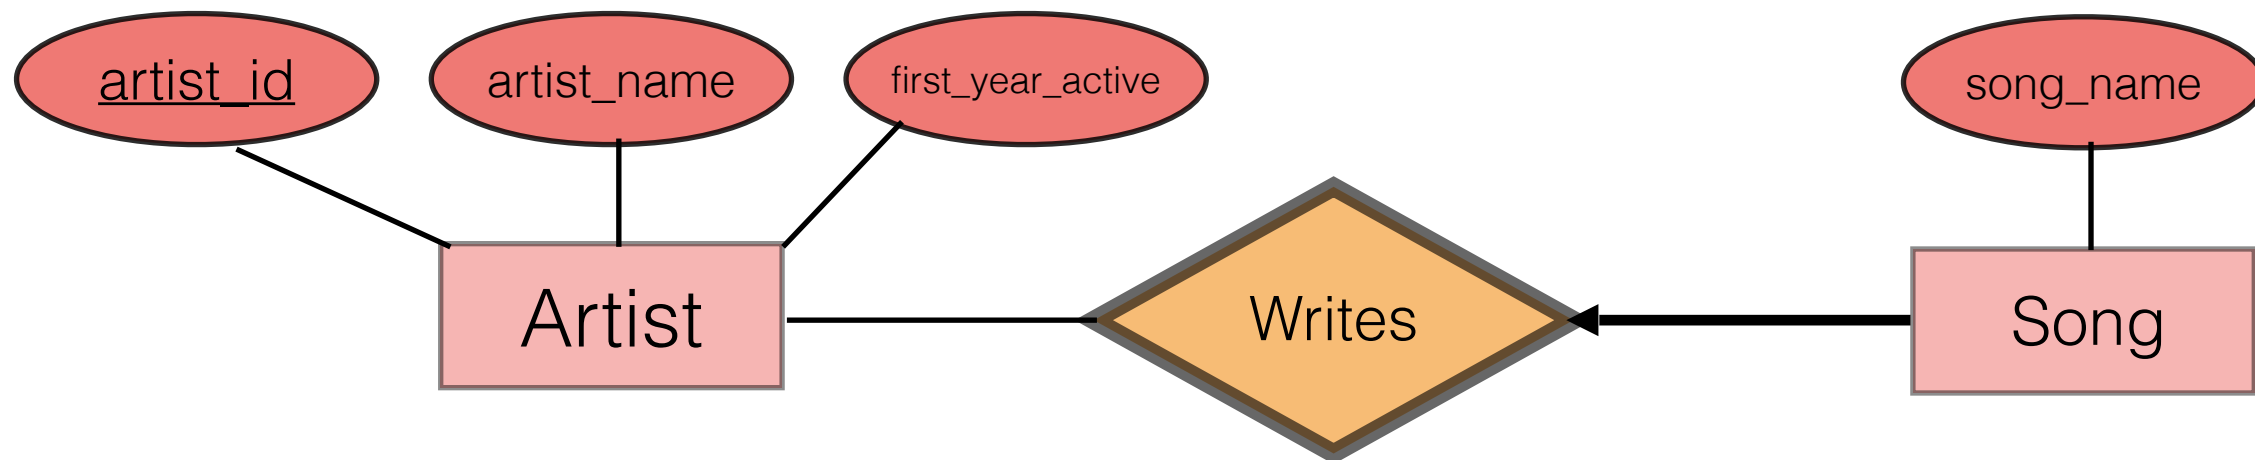 artist_id
artist_name
first_year_active
song_name
Artist
Writes
Song